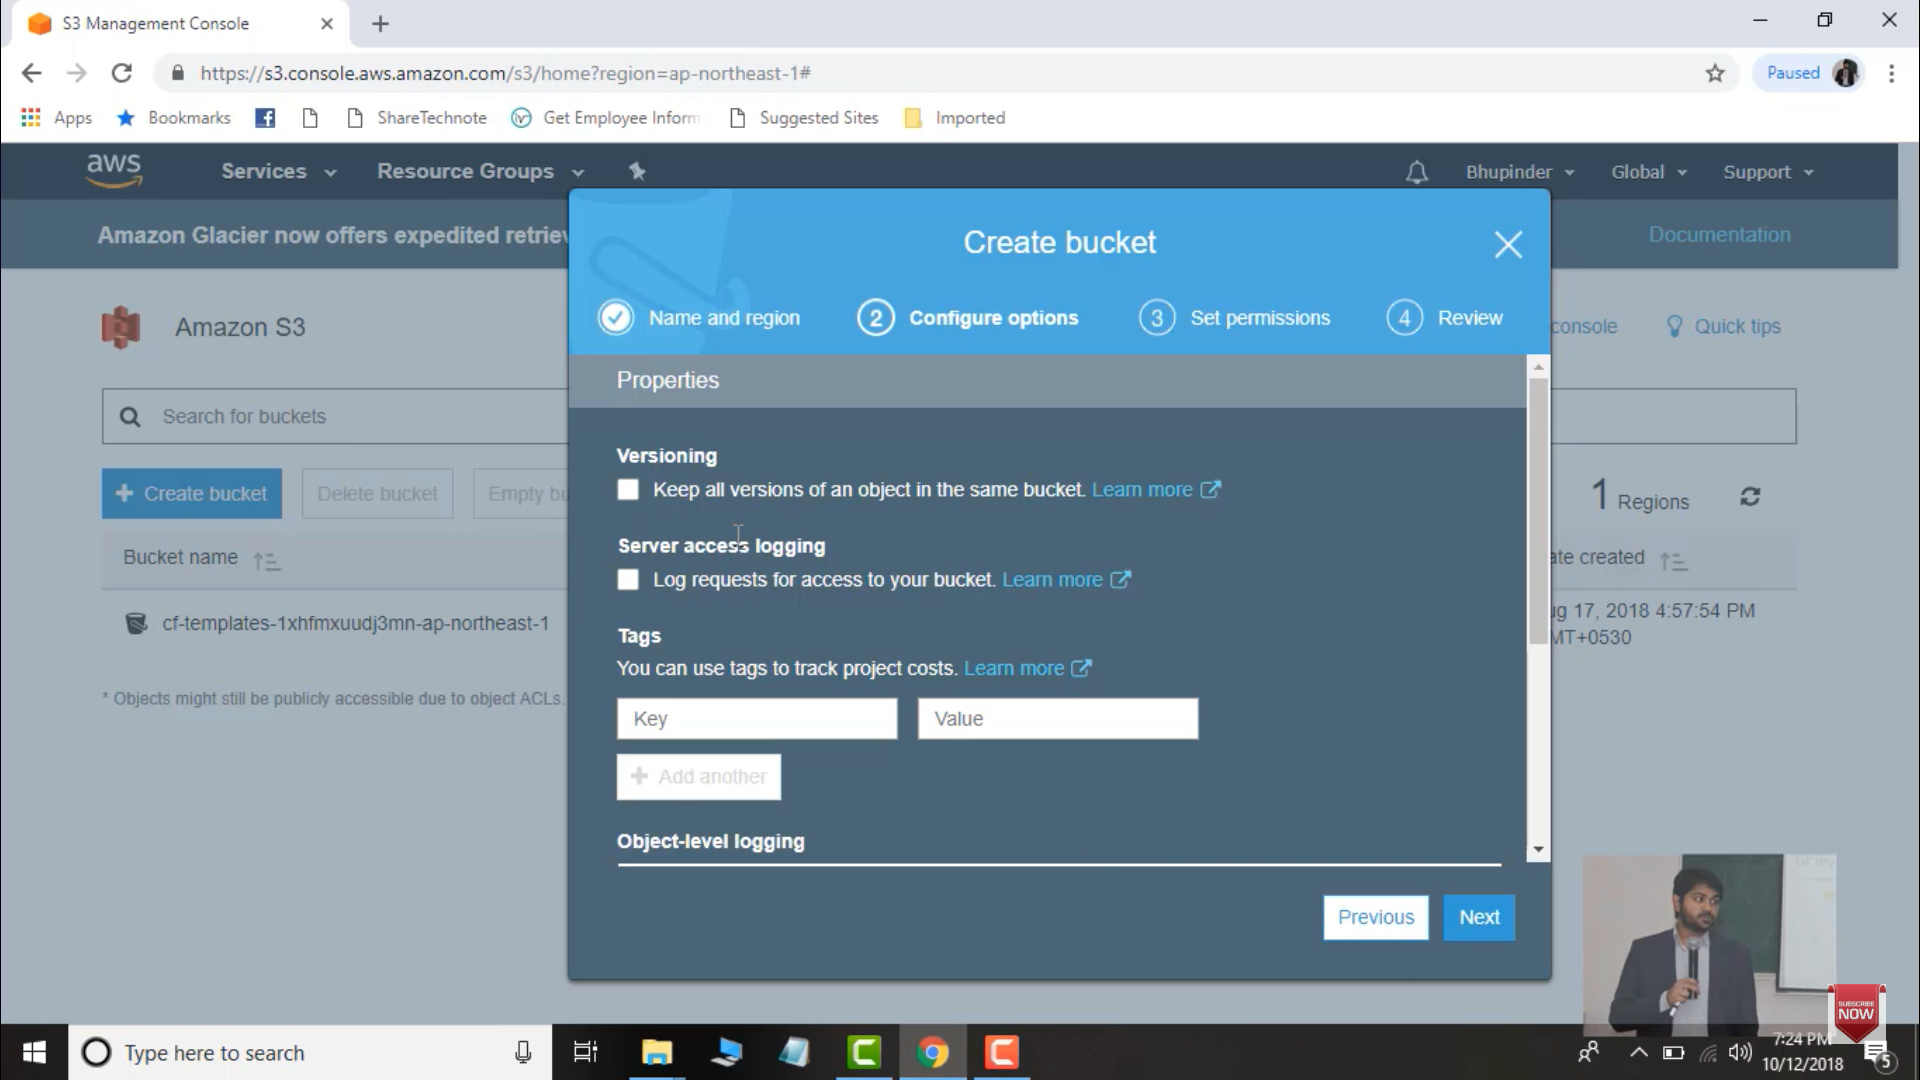 S3 Management Console
https://s3.console.aws.amazon.com/s3/home?region=ap-northeast-1#
Paused
Apps
Bookmarks
ShareTechnote
Get Employee Inform
Suggested Sites
Imported
aws
Services
Resource Groups
Bhupinder
Global
Support
Amazon Glacier now offers expedited retriev
Documentation
Create bucket
Name and region
2 Configure options
3 Set permissions
4 Review
Amazon S3
console
Quick tips
Properties
Search for buckets
Versioning
Keep all versions of an object in the same bucket. Learn more
Create bucket
Delete bucket
Empty bu
1 Regions
Server access logging
Log requests for access to your bucket. Learn more
Bucket name
ate created
cf-templates-1xhfmxuudj3mn-ap-northeast-1
ug 17, 2018 4:57:54 PM
MT+0530
Tags
You can use tags to track project costs. Learn more
* Objects might still be publicly accessible due to object ACLs.
Key
Value
+ Add another
Object-level logging
Previous
Next
SUBSCRIBE
NOW
Type here to search
7:24 PM
10/12/2018
5